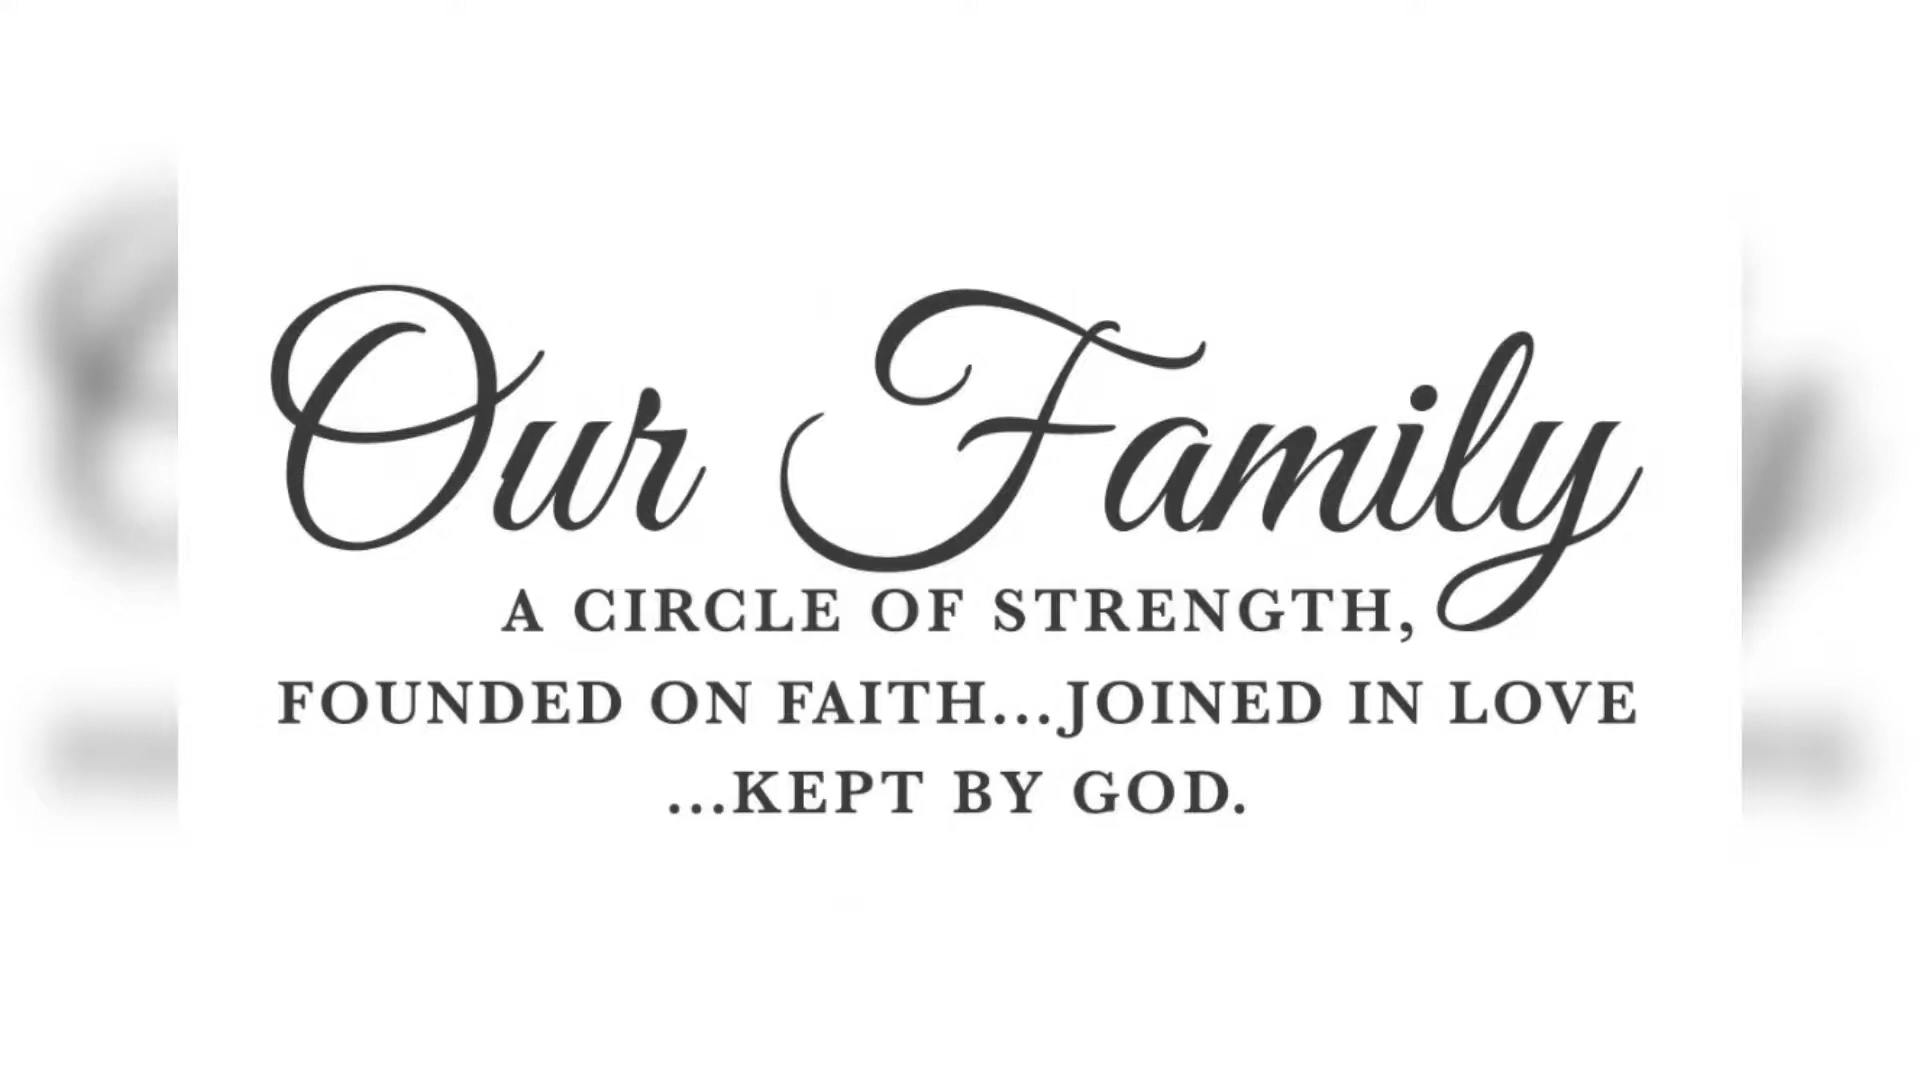 Our Family
A CIRCLE OF STRENGTH,
FOUNDED ON FAITH...JOINED IN LOVE
...KEPT BY GOD.